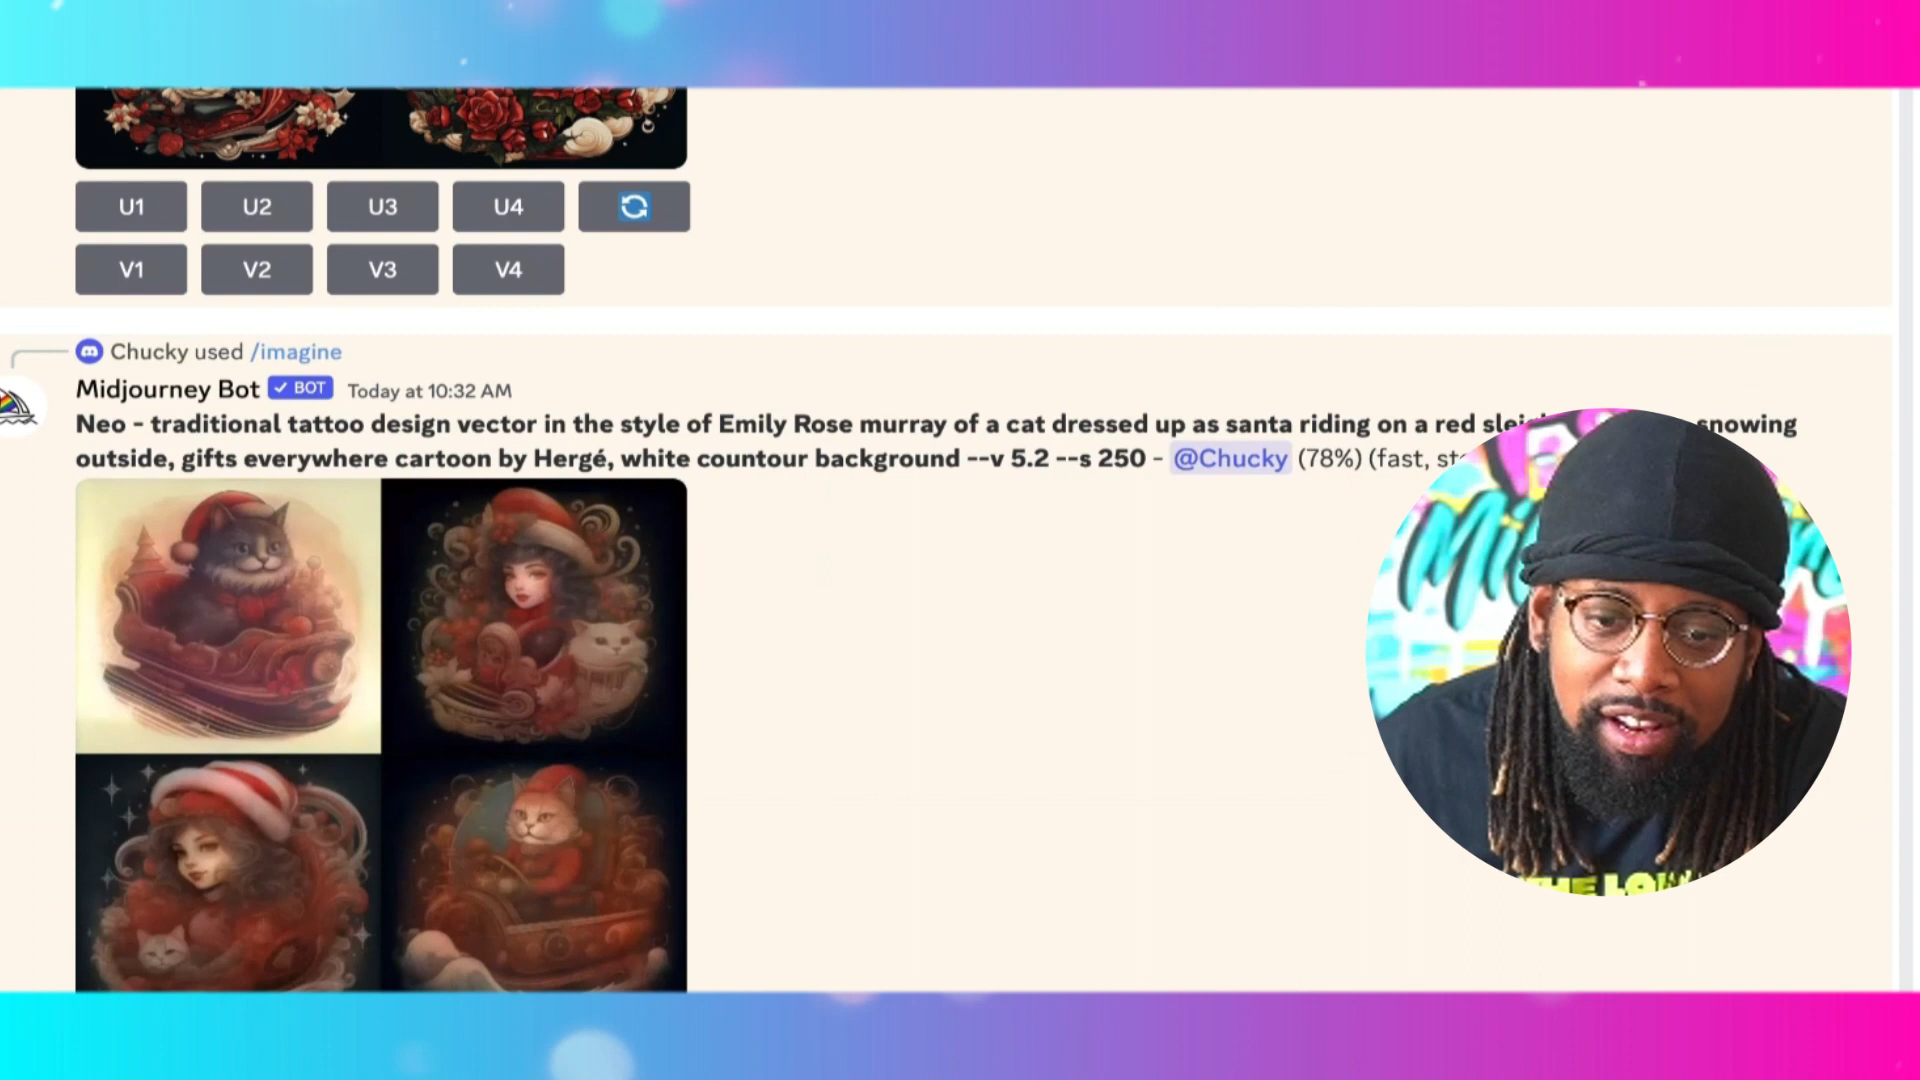 U1 U2 U3 U4
V1 V2 V3 V4
Chucky used /imagine
Midjourney Bot BOT Today at 10:32 AM
Neo - traditional tattoo design vector in the style of Emily Rose murray of a cat dressed up as santa riding on a red snowing
outside, gifts everywhere cartoon by Hergé, white countour background --v 5.2 --s 250 - @Chucky (78%) (fast,
THE